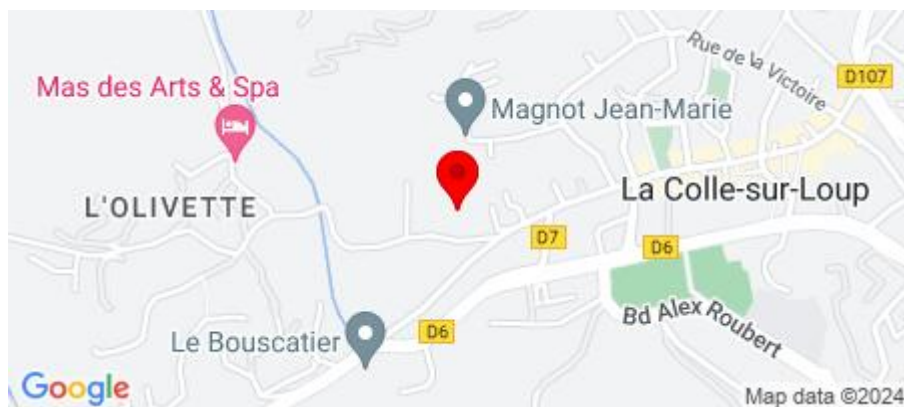 Rue de la Victoire
D107
Mas des Arts & Spa
Magnot Jean-Marie
La Colle-sur-Loup
L'OLIVETTE
D7
D6
Bd Alex Roubert
Le Bouscatier
D6
Google
Map data ©2024